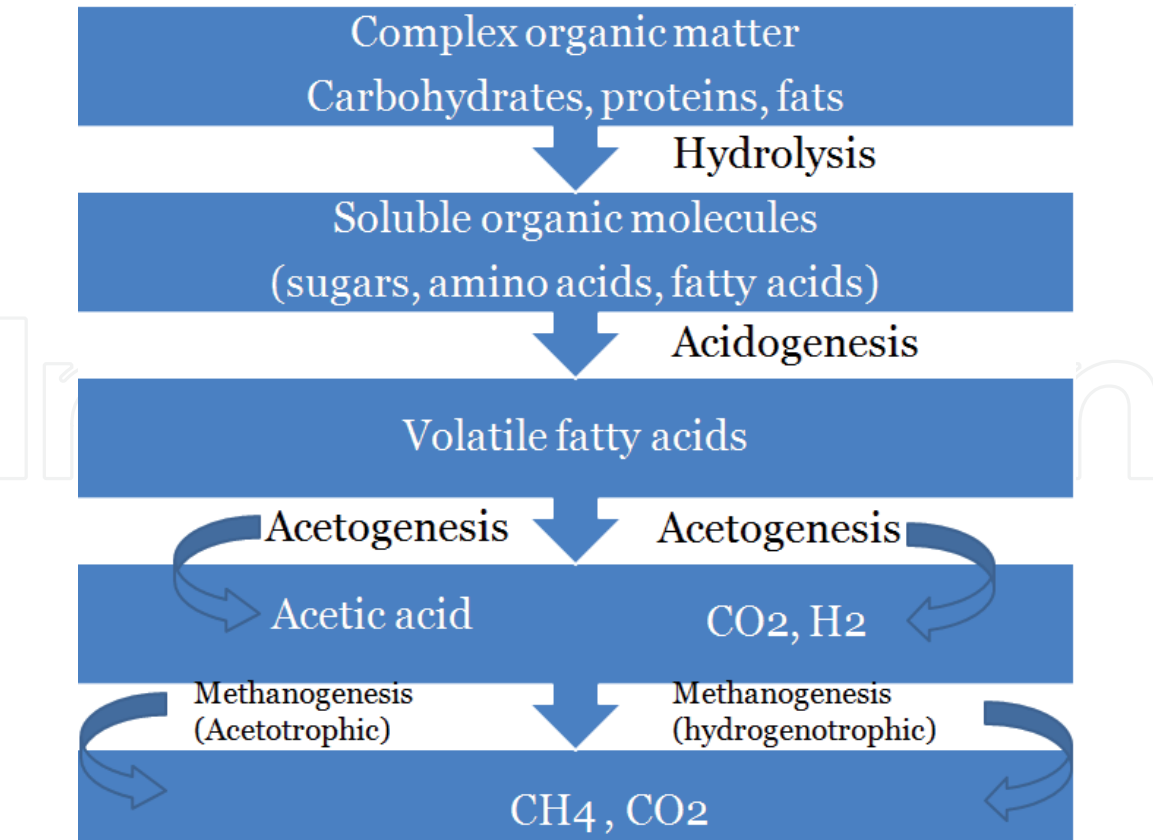 Complex organic matter
Carbohydrates, proteins, fats
Hydrolysis
Soluble organic molecules
(sugars, amino acids, fatty acids)
Acidogenesis
Volatile fatty acids
Acetogenesis
Acetogenesis
Acetic acid
CO2, H2
Methanogenesis
(Acetotrophic)
Methanogenesis
(hydrogenotrophic)
CH4 , CO2